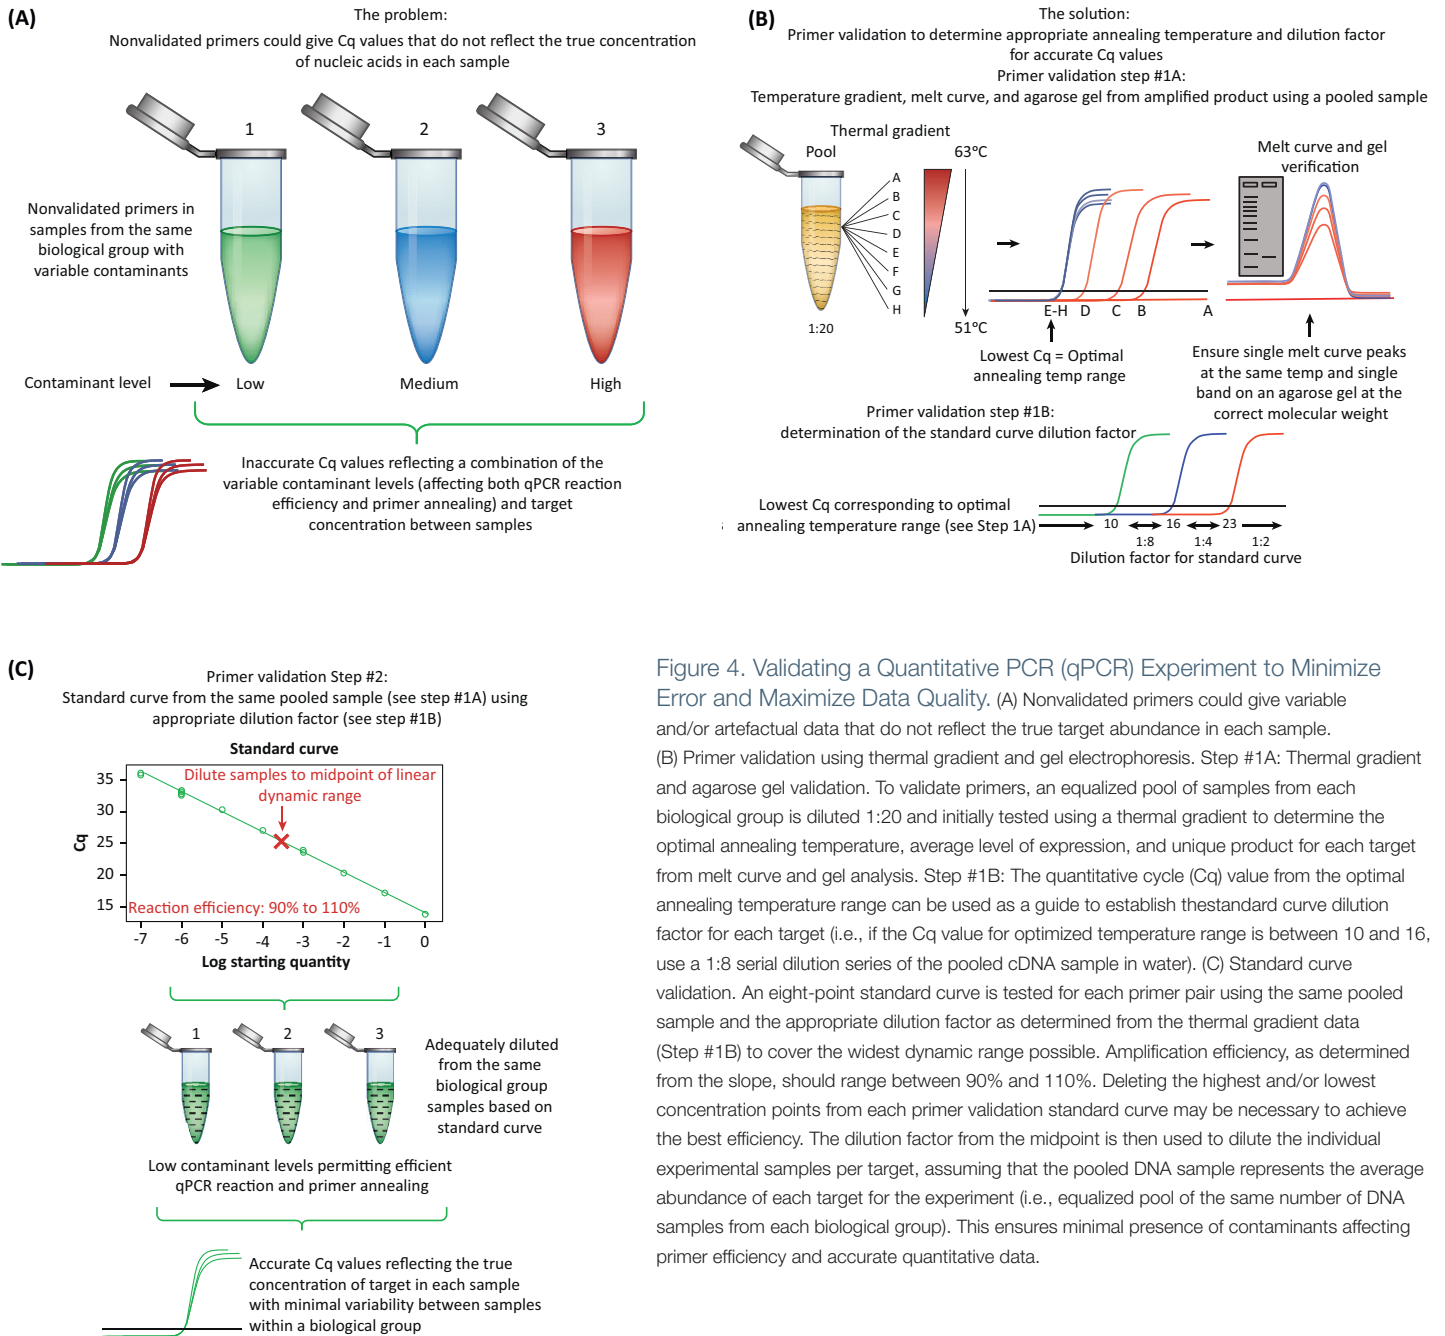 (A)
The problem:
Nonvalidated primers could give Cq values that do not reflect the true concentration
of nucleic acids in each sample
1
2
3
Nonvalidated primers in
samples from the same
biological group with
variable contaminants
Contaminant level
Low
Medium
High
Inaccurate Cq values reflecting a combination of the
variable contaminant levels (affecting both qPCR reaction
efficiency and primer annealing) and target
concentration between samples
(B)
The solution:
Primer validation to determine appropriate annealing temperature and dilution factor
for accurate Cq values
Primer validation step #1A:
Temperature gradient, melt curve, and agarose gel from amplified product using a pooled sample
Thermal gradient
Pool
63°C
A
B
C
D
E
F
G
H
51°C
1:20
E-H
D
C
B
A
Lowest Cq = Optimal
annealing temp range
Melt curve and gel
verification
Ensure single melt curve peaks
at the same temp and single
band on an agarose gel at the
correct molecular weight
Primer validation step #1B:
determination of the standard curve dilution factor
Lowest Cq corresponding to optimal
annealing temperature range (see Step 1A)
10
16
23
1:8
1:4
1:2
Dilution factor for standard curve
(C)
Primer validation Step #2:
Standard curve from the same pooled sample (see step #1A) using
appropriate dilution factor (see step #1B)
Standard curve
Dilute samples to midpoint of linear
dynamic range
Cq
35
30
25
20
15
Reaction efficiency: 90% to 110%
-7
-6
-5
-4
-3
-2
-1
0
Log starting quantity
1
2
3
Adequately diluted
from the same
biological group
samples based on
standard curve
Low contaminant levels permitting efficient
qPCR reaction and primer annealing
Accurate Cq values reflecting the true
concentration of target in each sample
with minimal variability between samples
within a biological group
Figure 4. Validating a Quantitative PCR (qPCR) Experiment to Minimize
Error and Maximize Data Quality. (A) Nonvalidated primers could give variable
and/or artefactual data that do not reflect the true target abundance in each sample.
(B) Primer validation using thermal gradient and gel electrophoresis. Step #1A: Thermal gradient
and agarose gel validation. To validate primers, an equalized pool of samples from each
biological group is diluted 1:20 and initially tested using a thermal gradient to determine the
optimal annealing temperature, average level of expression, and unique product for each target
from melt curve and gel analysis. Step #1B: The quantitative cycle (Cq) value from the optimal
annealing temperature range can be used as a guide to establish thestandard curve dilution
factor for each target (i.e., if the Cq value for optimized temperature range is between 10 and 16,
use a 1:8 serial dilution series of the pooled cDNA sample in water). (C) Standard curve
validation. An eight-point standard curve is tested for each primer pair using the same pooled
sample and the appropriate dilution factor as determined from the thermal gradient data
(Step #1B) to cover the widest dynamic range possible. Amplification efficiency, as determined
from the slope, should range between 90% and 110%. Deleting the highest and/or lowest
concentration points from each primer validation standard curve may be necessary to achieve
the best efficiency. The dilution factor from the midpoint is then used to dilute the individual
experimental samples per target, assuming that the pooled DNA sample represents the average
abundance of each target for the experiment (i.e., equalized pool of the same number of DNA
samples from each biological group). This ensures minimal presence of contaminants affecting
primer efficiency and accurate quantitative data.